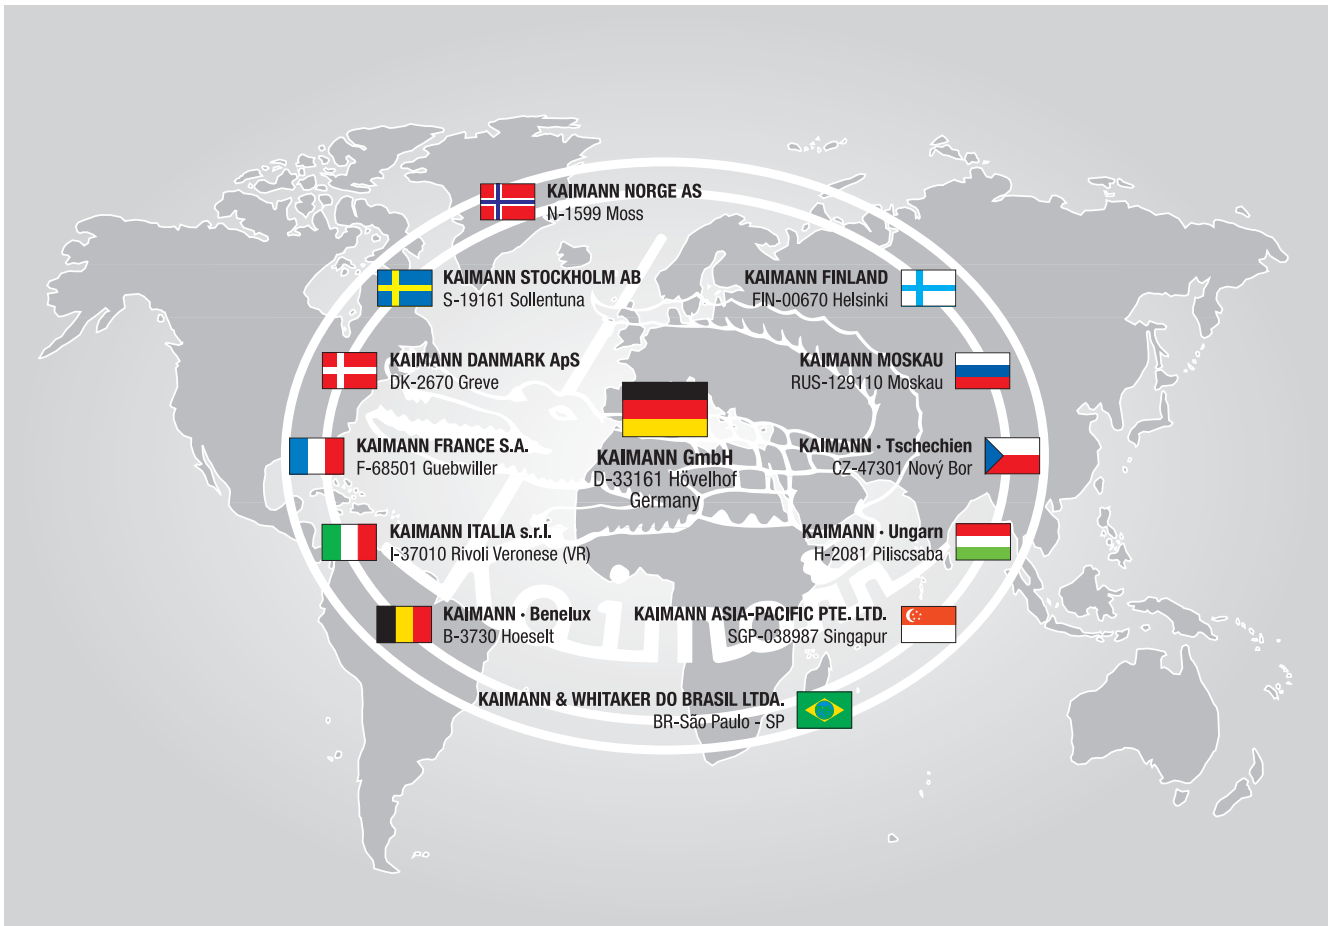 KAIMANN NORGE AS
N-1599 Moss
KAIMANN STOCKHOLM AB
S-19161 Sollentuna
KAIMANN FINLAND
FIN-00670 Helsinki
KAIMANN DANMARK ApS
DK-2670 Greve
KAIMANN MOSKAU
RUS-129110 Moskau
KAIMANN FRANCE S.A.
F-68501 Guebwiller
KAIMANN GmbH
D-33161 Hövelhof
Germany
KAIMANN · Tschechien
CZ-47301 Nový Bor
KAIMANN ITALIA s.r.l.
I-37010 Rivoli Veronese (VR)
KAIMANN · Ungarn
H-2081 Piliscsaba
KAIMANN · Benelux
B-3730 Hoeselt
KAIMANN ASIA-PACIFIC PTE. LTD.
SGP-038987 Singapur
KAIMANN & WHITAKER DO BRASIL LTDA.
BR-São Paulo - SP